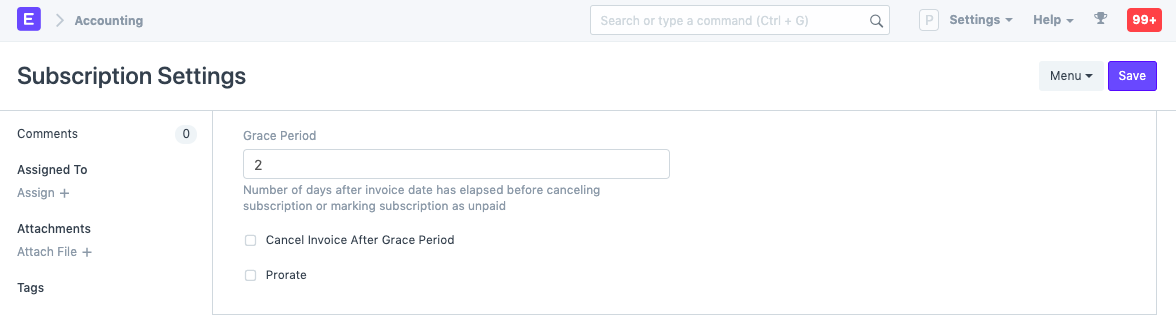 E
Accounting
Search or type a command (Ctrl + G)
P
Settings
Help
99+
Subscription Settings
Menu
Save
Comments
0
Assigned To
Assign +
Attachments
Attach File +
Tags
Grace Period
2
Number of days after invoice date has elapsed before canceling
subscription or marking subscription as unpaid
Cancel Invoice After Grace Period
Prorate